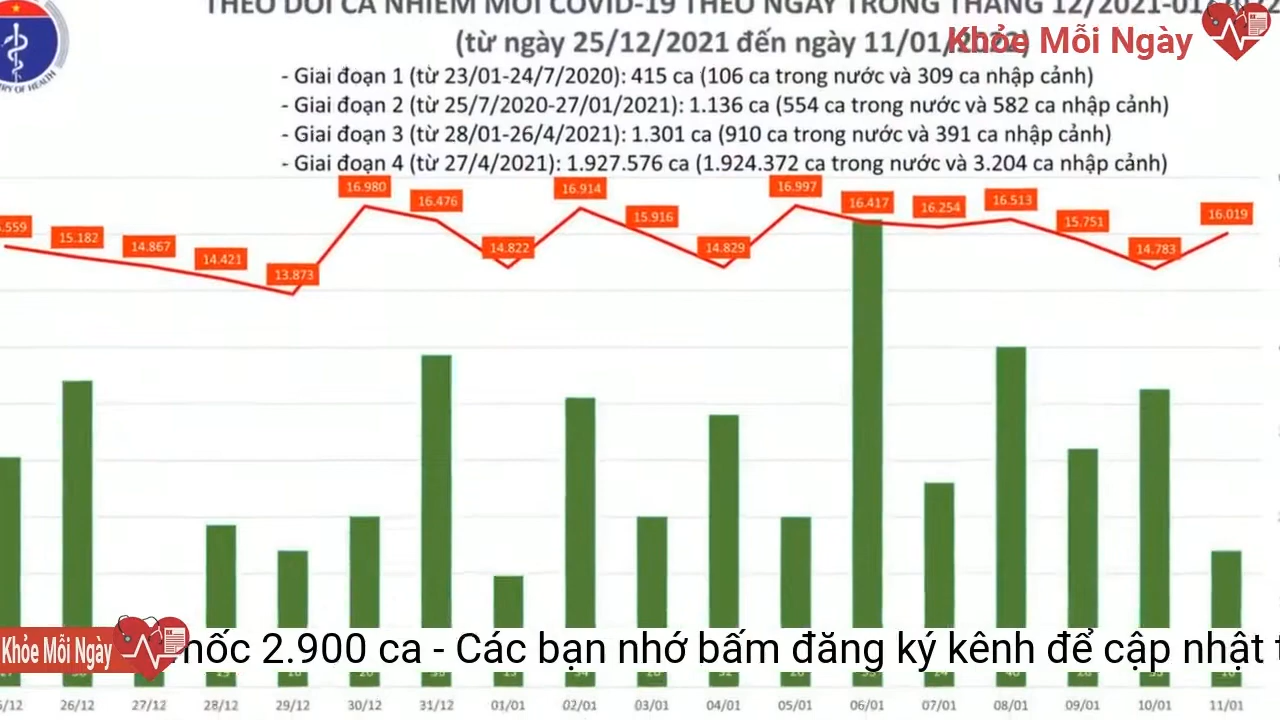 THEO DÕI CA NHIỄM MỚI COVID-19 THEO NGÀY TRONG THÁNG 12/2021-01/2022
(từ ngày 25/12/2021 đến ngày 11/01/2022)
Khỏe Mỗi Ngày
- Giai đoạn 1 (từ 23/01-24/7/2020): 415 ca (106 ca trong nước và 309 ca nhập cảnh)
- Giai đoạn 2 (từ 25/7/2020-27/01/2021): 1.136 ca (554 ca trong nước và 582 ca nhập cảnh)
- Giai đoạn 3 (từ 28/01-26/4/2021): 1.301 ca (910 ca trong nước và 391 ca nhập cảnh)
- Giai đoạn 4 (từ 27/4/2021): 1.927.576 ca (1.924.372 ca trong nước và 3.204 ca nhập cảnh)
.559 15.182 14.867 14.421 13.873 16.980 16.476 14.822 16.914 15.916 14.829 16.997 16.417 16.254 16.513 15.751 14.783 16.019
Khỏe Mỗi Ngày
mốc 2.900 ca - Các bạn nhớ bấm đăng ký kênh để cập nhật t
/12 26/12 27/12 28/12 29/12 30/12 31/12 01/01 02/01 03/01 04/01 05/01 06/01 07/01 08/01 09/01 10/01 11/01